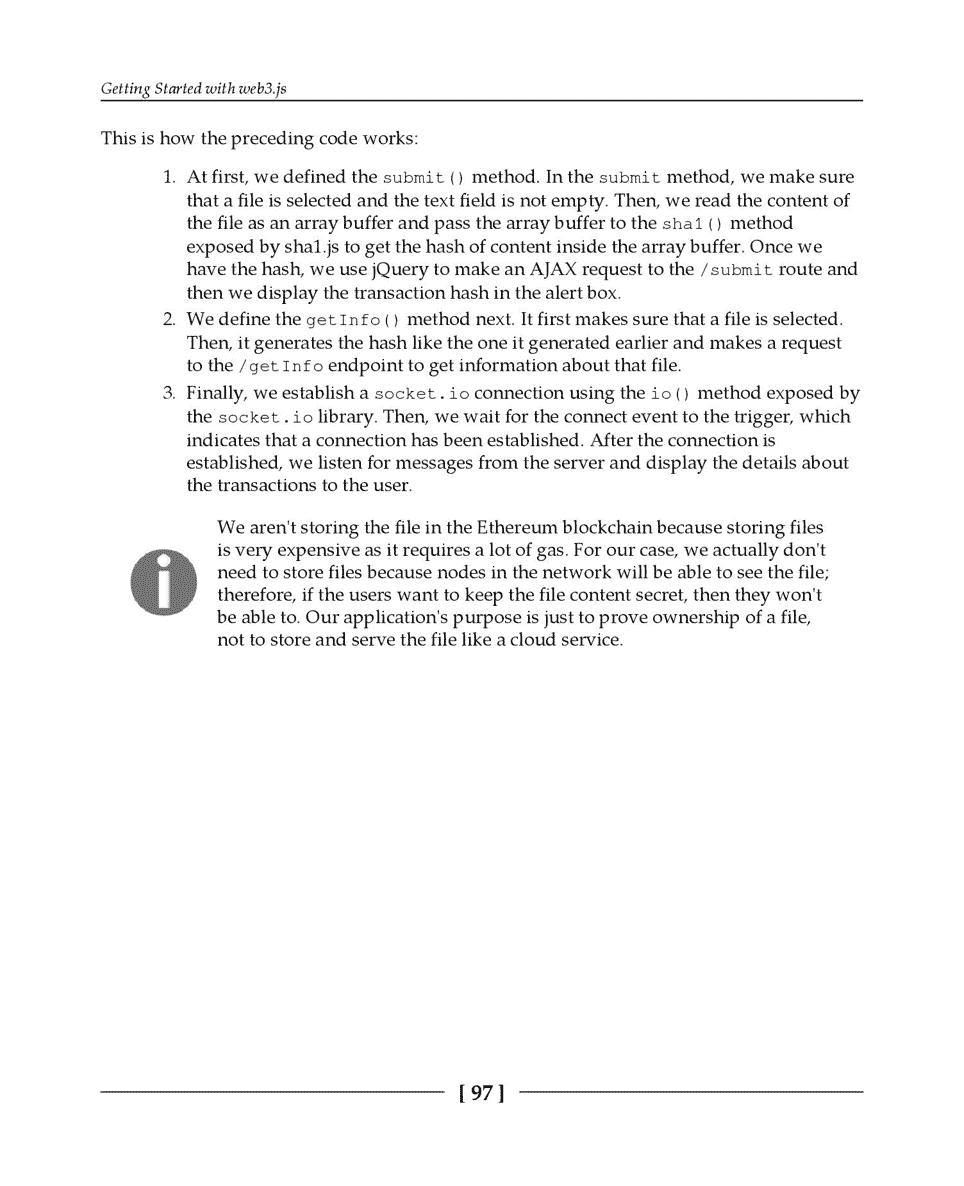 Getting Started with web3.js
This is how the preceding code works:
1. At first, we defined the submit() method. In the submit method, we make sure
that a file is selected and the text field is not empty. Then, we read the content of
the file as an array buffer and pass the array buffer to the sha1() method
exposed by sha1.js to get the hash of content inside the array buffer. Once we
have the hash, we use jQuery to make an AJAX request to the /submit route and
then we display the transaction hash in the alert box.
2. We define the getInfo() method next. It first makes sure that a file is selected.
Then, it generates the hash like the one it generated earlier and makes a request
to the /getInfo endpoint to get information about that file.
3. Finally, we establish a socket.io connection using the io() method exposed by
the socket.io library. Then, we wait for the connect event to the trigger, which
indicates that a connection has been established. After the connection is
established, we listen for messages from the server and display the details about
the transactions to the user.
We aren't storing the file in the Ethereum blockchain because storing files
is very expensive as it requires a lot of gas. For our case, we actually don't
need to store files because nodes in the network will be able to see the file;
therefore, if the users want to keep the file content secret, then they won't
be able to. Our application's purpose is just to prove ownership of a file,
not to store and serve the file like a cloud service.
[ 97 ]